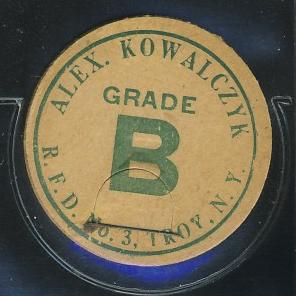 ALEX. KOWALCZYK
GRADE
B
R.F.D. No. 3, TROY, N.Y.